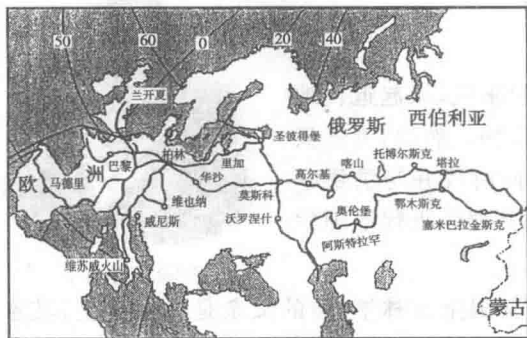 50
60
0
20
40
兰开夏
圣彼得堡
俄罗斯
西伯利亚
欧
洲
马德里
巴黎
柏林
里加
华沙
莫斯科
高尔基
喀山
托博尔斯克
塔拉
维也纳
威尼斯
沃罗涅什
奥伦堡
鄂木斯克
塞米巴拉金斯克
阿斯特拉罕
维苏威火山
蒙古